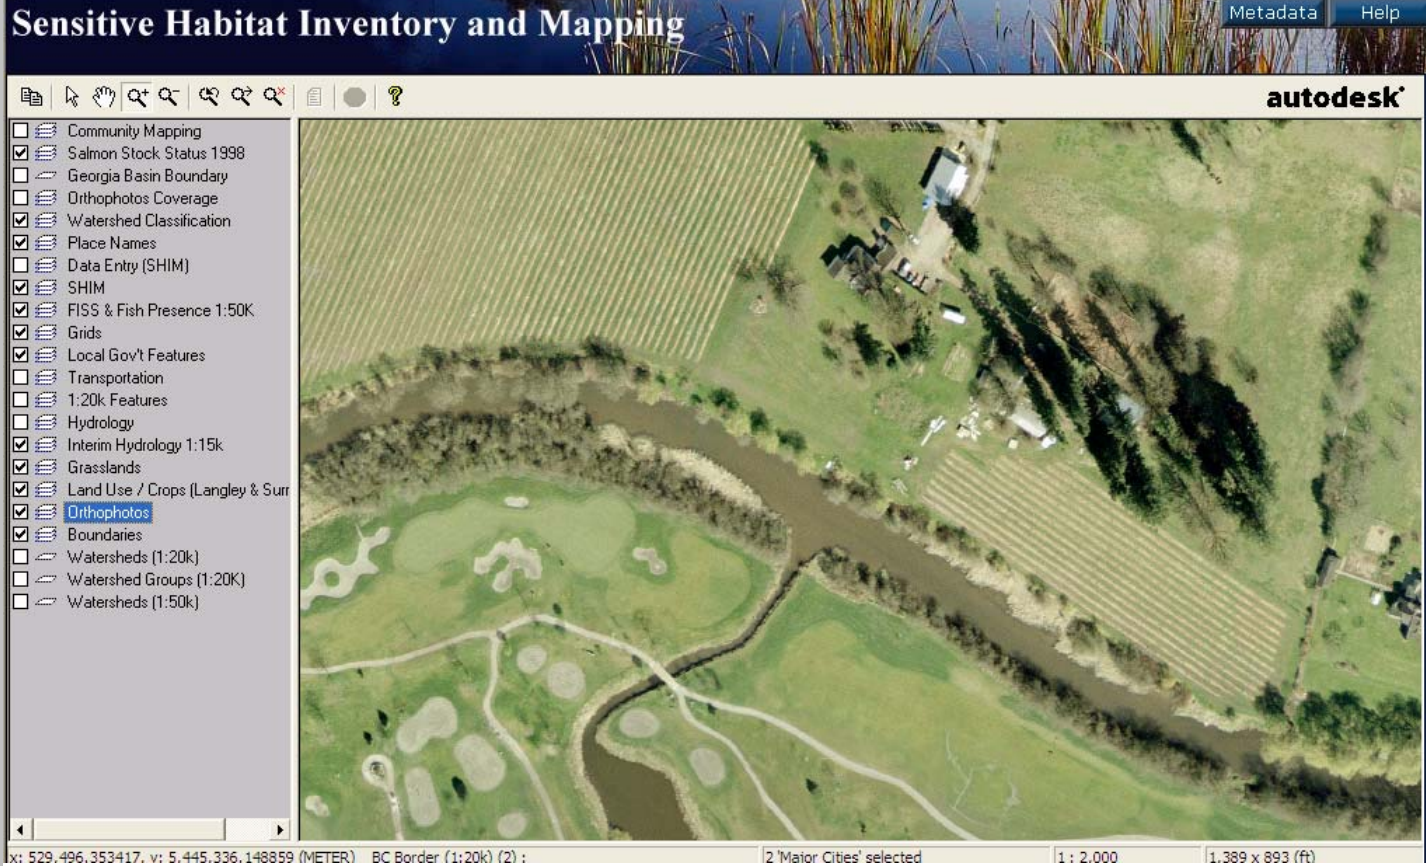 Sensitive Habitat Inventory and Mapping
Metadata Help
autodesk
Community Mapping
Salmon Stock Status 1998
Georgia Basin Boundary
Orthophotos Coverage
Watershed Classification
Place Names
Data Entry (SHIM)
SHIM
FISS & Fish Presence 1:50K
Grids
Local Gov't Features
Transportation
1:20k Features
Hydrology
Interim Hydrology 1:15k
Grasslands
Land Use / Crops (Langley & Surr
Orthophotos
Boundaries
Watersheds (1:20k)
Watershed Groups (1:20K)
Watersheds (1:50k)
x: 529,496.353417, y: 5,445,336.148859 (METER) BC Border (1:20k) (2) : 2 'Major Cities' selected 1 : 2,000 1,389 x 893 (ft)